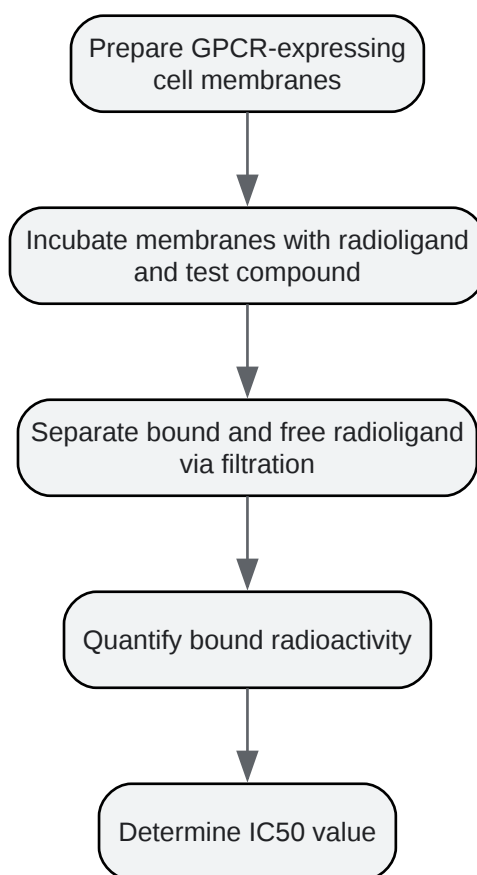 Prepare GPCR-expressing
cell membranes
Incubate membranes with radioligand
and test compound
Separate bound and free radioligand
via filtration
Quantify bound radioactivity
Determine IC50 value